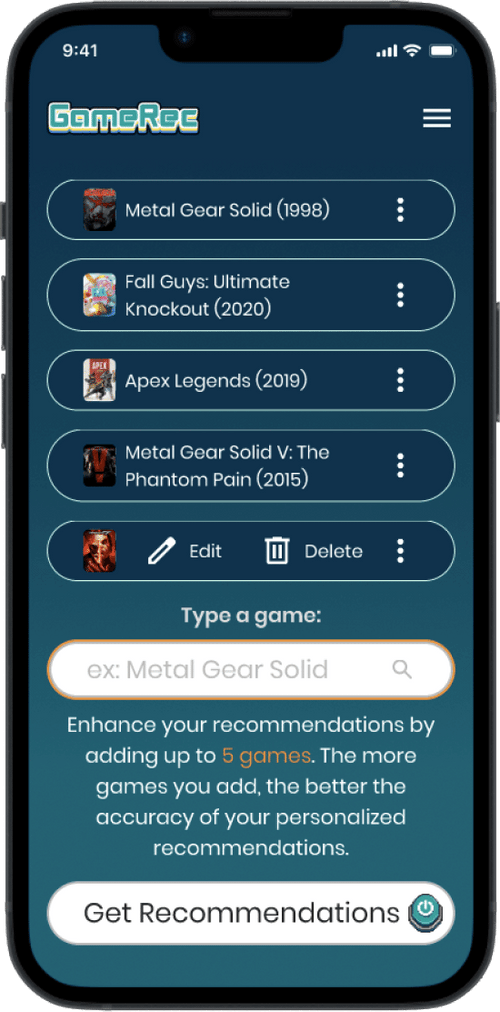 9:41
GameRec
Metal Gear Solid (1998)
Fall Guys: Ultimate
Knockout (2020)
APEX
Apex Legends (2019)
Metal Gear Solid V: The
Phantom Pain (2015)
Edit
Delete
Type a game:
ex: Metal Gear Solid
Enhance your recommendations by
adding up to 5 games. The more
games you add, the better the
accuracy of your personalized
recommendations.
Get Recommendations